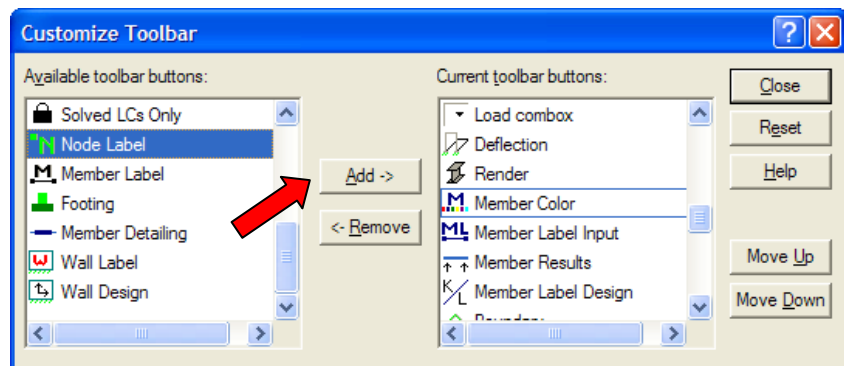 Customize Toolbar
Available toolbar buttons:
Solved LCs Only
Node Label
Member Label
Footing
Member Detailing
Wall Label
Wall Design
Add ->
<- Remove
Current toolbar buttons:
Load combox
Deflection
Render
Member Color
Member Label Input
Member Results
Member Label Design
Close
Reset
Help
Move Up
Move Down